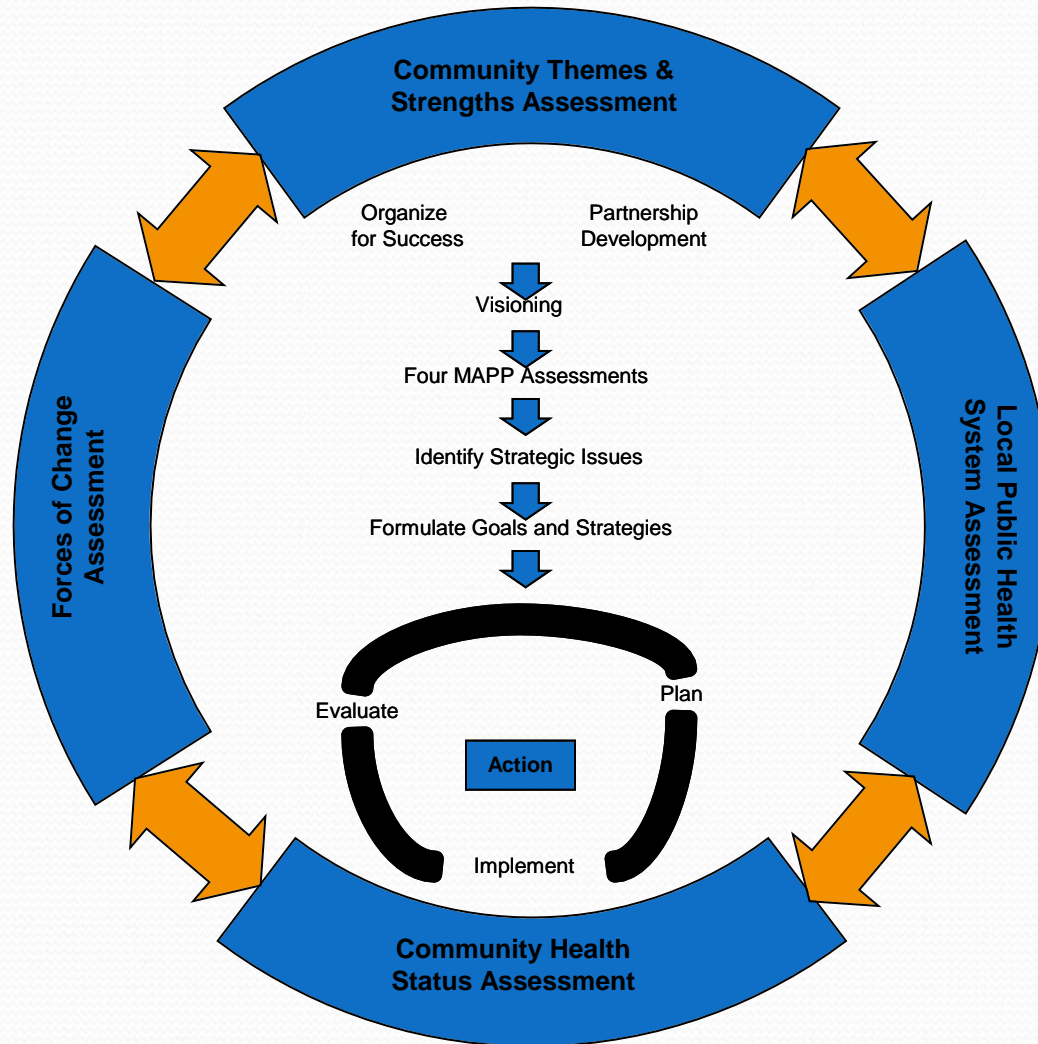 Community Themes &
Strengths Assessment
Organize
for Success
Partnership
Development
Visioning
Four MAPP Assessments
Identify Strategic Issues
Formulate Goals and Strategies
Forces of Change
Assessment
Local Public Health
System Assessment
Evaluate
Plan
Action
Implement
Community Health
Status Assessment